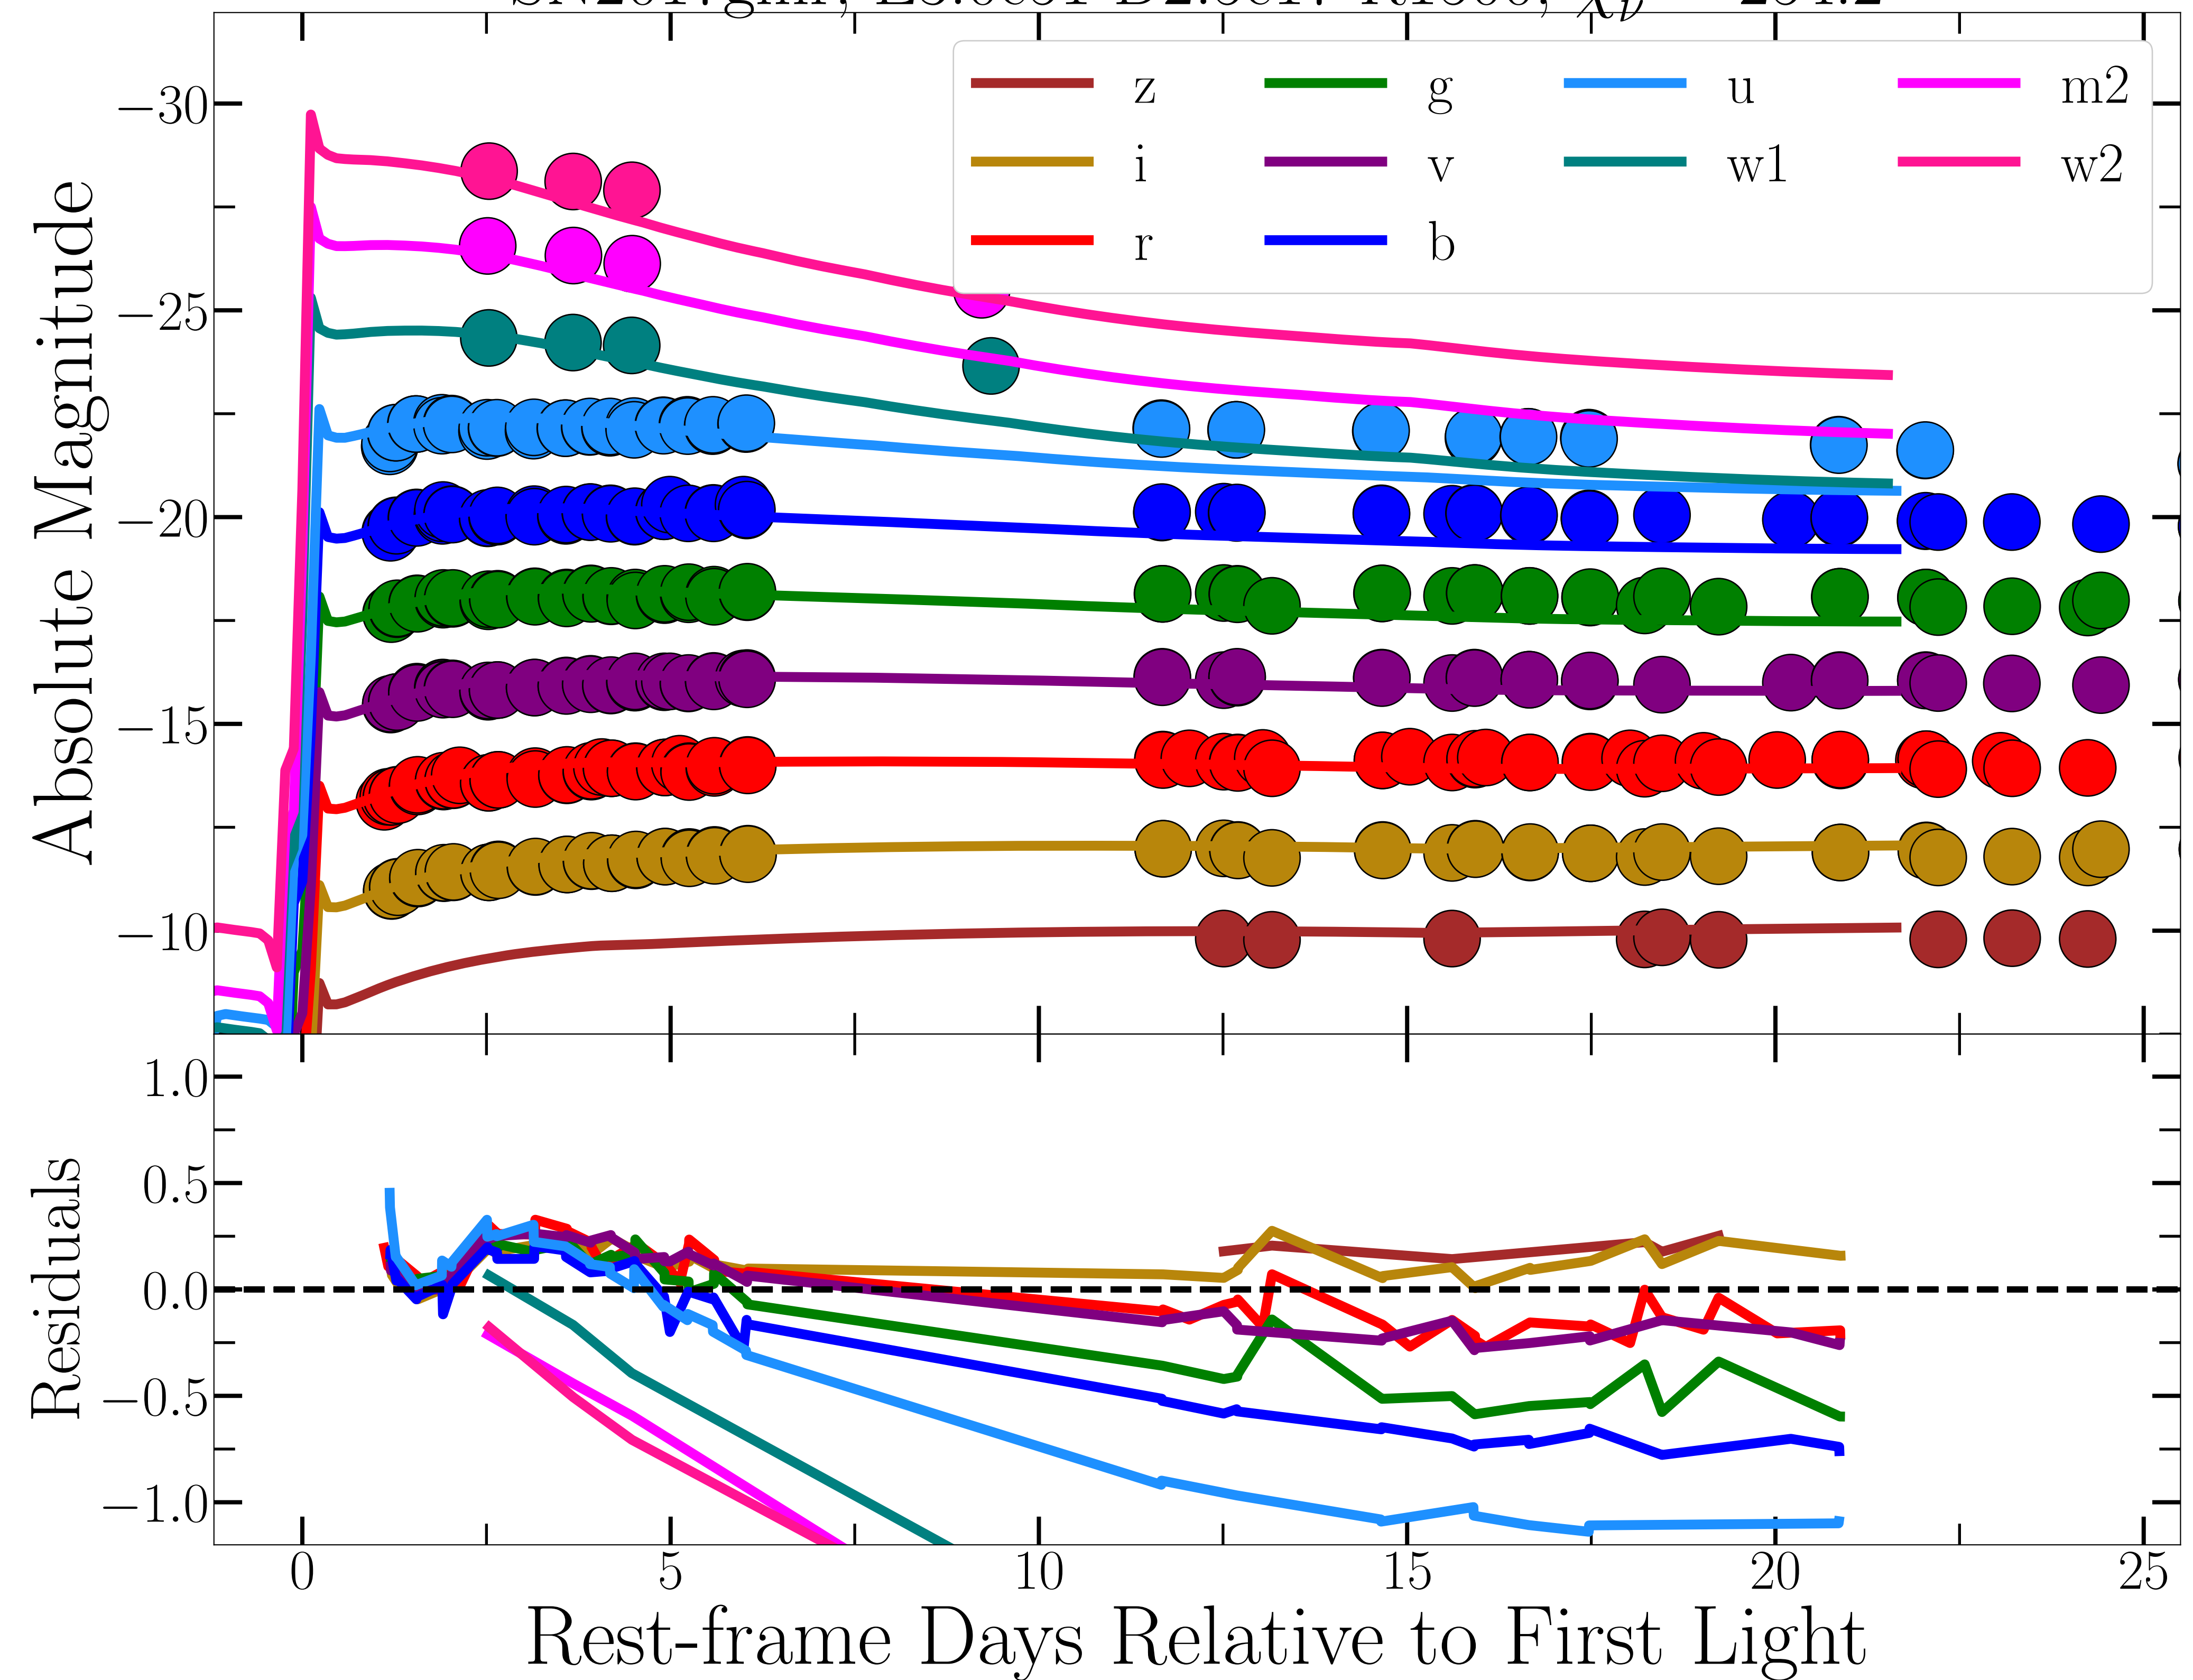 −30
−25
−20
−15
−10
Absolute Magnitude
z
i
r
g
v
b
u
w1
m2
w2
1.0
0.5
0.0
−0.5
−1.0
Residuals
0 5 10 15 20 25
Rest-frame Days Relative to First Light